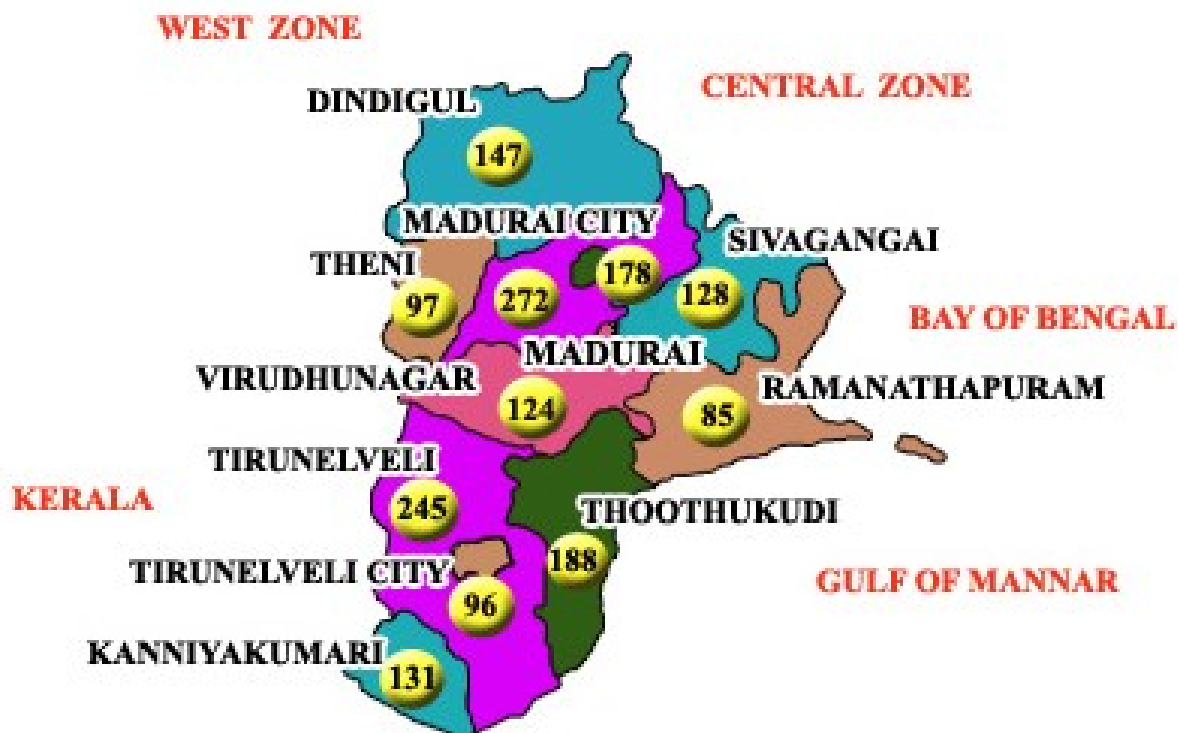 WEST ZONE
CENTRAL ZONE
DINDIGUL
147
MADURAI CITY
SIVAGANGAI
THENI
178
272
128
97
BAY OF BENGAL
MADURAI
VIRUDHUNAGAR
RAMANATHAPURAM
124
85
TIRUNELVELI
KERALA
245
THOOTHUKUDI
188
TIRUNELVELI CITY
GULF OF MANNAR
96
KANNIYAKUMARI
131